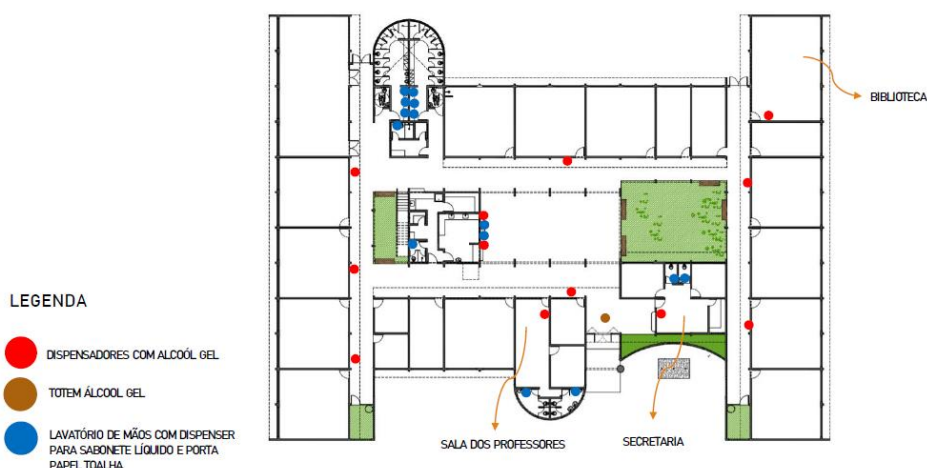 BIBLIOTECA
LEGENDA
DISPENSADORES COM ALCOÓL GEL
TOTEM ÁLCOOL GEL
LAVATÓRIO DE MÃOS COM DISPENSER
PARA SABONETE LÍQUIDO E PORTA
PAPEL TOALHA
SALA DOS PROFESSORES
SECRETARIA